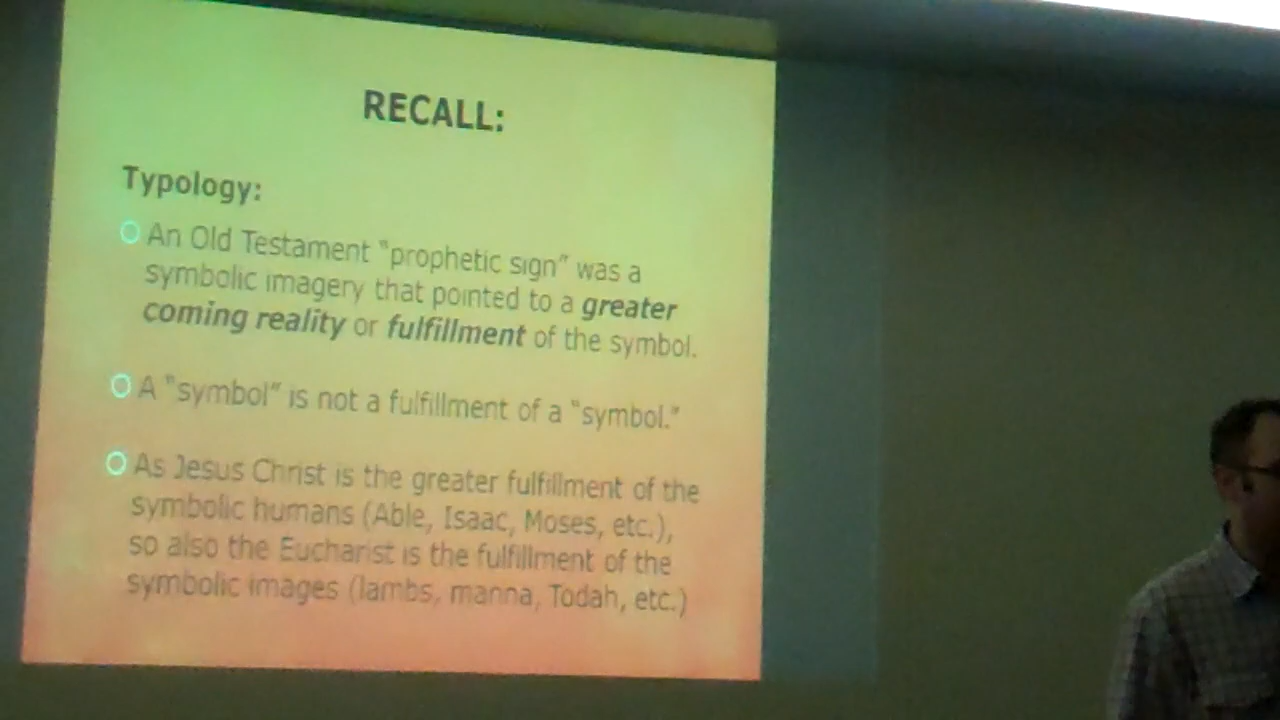 RECALL:
Typology:
An Old Testament "prophetic sign" was a
symbolic imagery that pointed to a greater
coming reality or fulfillment of the symbol.
A "symbol" is not a fulfillment of a "symbol."
As Jesus Christ is the greater fulfillment of the
symbolic humans (Able, Isaac, Moses, etc.),
so also the Eucharist is the fulfillment of the
symbolic images (lambs, manna, Todah, etc.)